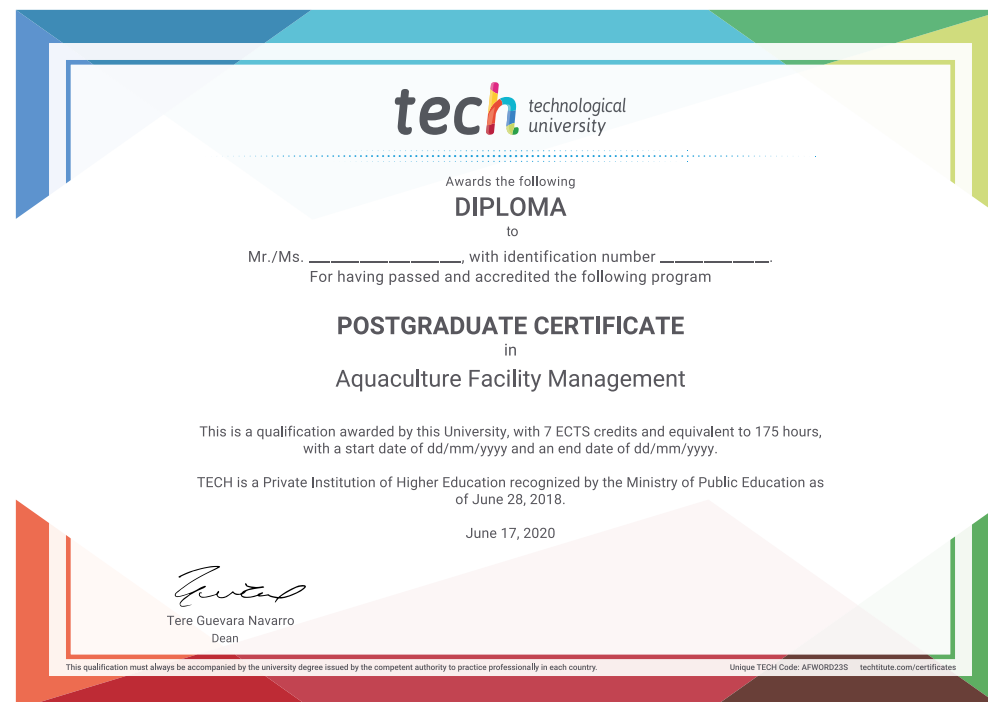 tech technological
university
Awards the following
DIPLOMA
to
Mr./Ms. _________________, with identification number ____________.
For having passed and accredited the following program
POSTGRADUATE CERTIFICATE
in
Aquaculture Facility Management
This is a qualification awarded by this University, with 7 ECTS credits and equivalent to 175 hours,
with a start date of dd/mm/yyyy and an end date of dd/mm/yyyy.
TECH is a Private Institution of Higher Education recognized by the Ministry of Public Education as
of June 28, 2018.
June 17, 2020
Tere Guevara Navarro
Dean
This qualification must always be accompanied by the university degree issued by the competent authority to practice professionally in each country.
Unique TECH Code: AFWORD23S techtitute.com/certificates